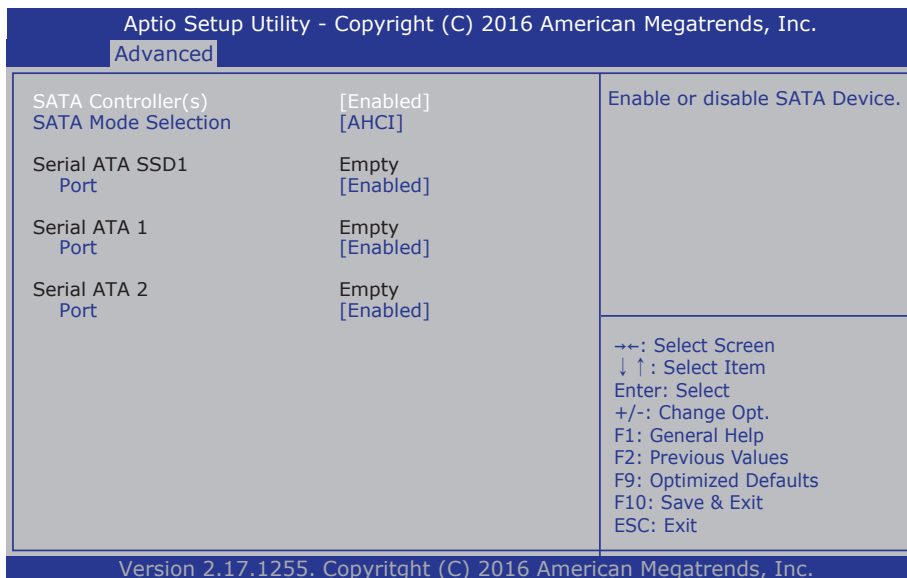 Aptio Setup Utility - Copyright (C) 2016 American Megatrends, Inc.
Advanced
SATA Controller(s) [Enabled]
SATA Mode Selection [AHCI]
Serial ATA SSD1 Empty
Port [Enabled]
Serial ATA 1 Empty
Port [Enabled]
Serial ATA 2 Empty
Port [Enabled]
Enable or disable SATA Device.
→←: Select Screen
↓↑: Select Item
Enter: Select
+/-: Change Opt.
F1: General Help
F2: Previous Values
F9: Optimized Defaults
F10: Save & Exit
ESC: Exit
Version 2.17.1255. Copyritght (C) 2016 American Megatrends, Inc.